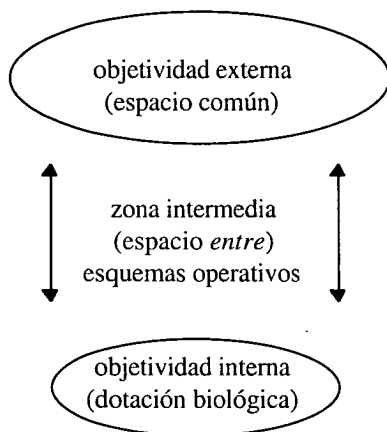 objetividad externa
(espacio común)
zona intermedia
(espacio entre)
esquemas operativos
objetividad interna
(dotación biológica)